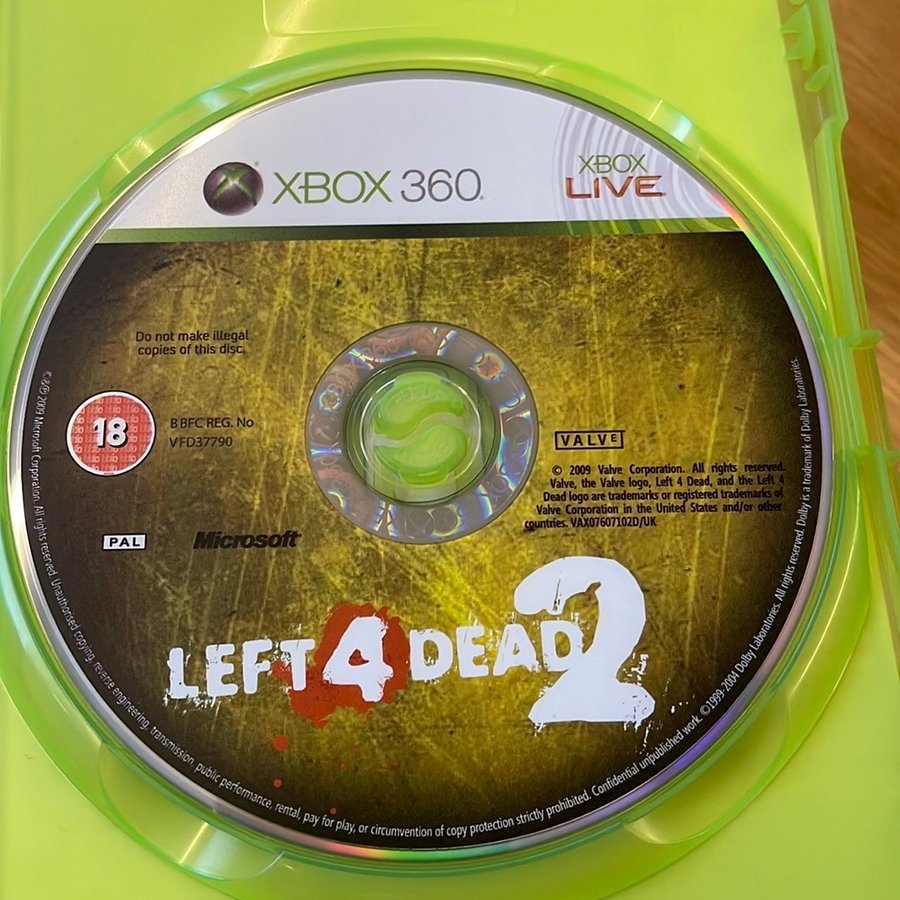 XBOX 360
XBOX
LIVE
Do not make illegal
copies of this disc.
18
BBFC REG. No
VFD37790
VALVE
© 2009 Valve Corporation. All rights reserved.
Valve, the Valve logo, Left 4 Dead, and the Left 4
Dead logo are trademarks or registered trademarks of
Valve Corporation in the United States and/or other
countries. VAX07607102D/UK
PAL
Microsoft
LEFT 4 DEAD 2
©&℗ 2009 Microsoft Corporation. All rights reserved. Unauthorised copying, reverse engineering, transmission, public performance, rental, pay for play, or circumvention of copy protection strictly prohibited. Confidential unpublished work. ©1999-2004 Dolby Laboratories. All rights reserved. Dolby is a trademark of Dolby Laboratories.